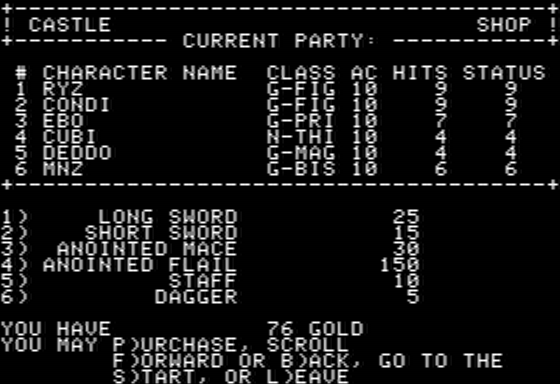 +--------------------------------------+
! CASTLE                          SHOP !
+----------- CURRENT PARTY: -----------+
 # CHARACTER NAME  CLASS AC HITS STATUS
 1 RYZ             G-FIG 10    9    9
 2 CONDI           G-FIG 10    9    9
 3 EBO             G-PRI 10    7    7
 4 CUBI            N-THI 10    4    4
 5 DEDDO           G-MAG 10    4    4
 6 MNZ             G-BIS 10    6    6
+--------------------------------------+
1)     LONG SWORD           25
2)    SHORT SWORD           15
3)  ANOINTED MACE           30
4) ANOINTED FLAIL          150
5)          STAFF           10
6)         DAGGER            5
YOU HAVE           76 GOLD
YOU MAY P)URCHASE, SCROLL
        F)ORWARD OR B)ACK, GO TO THE
        S)TART, OR L)EAVE